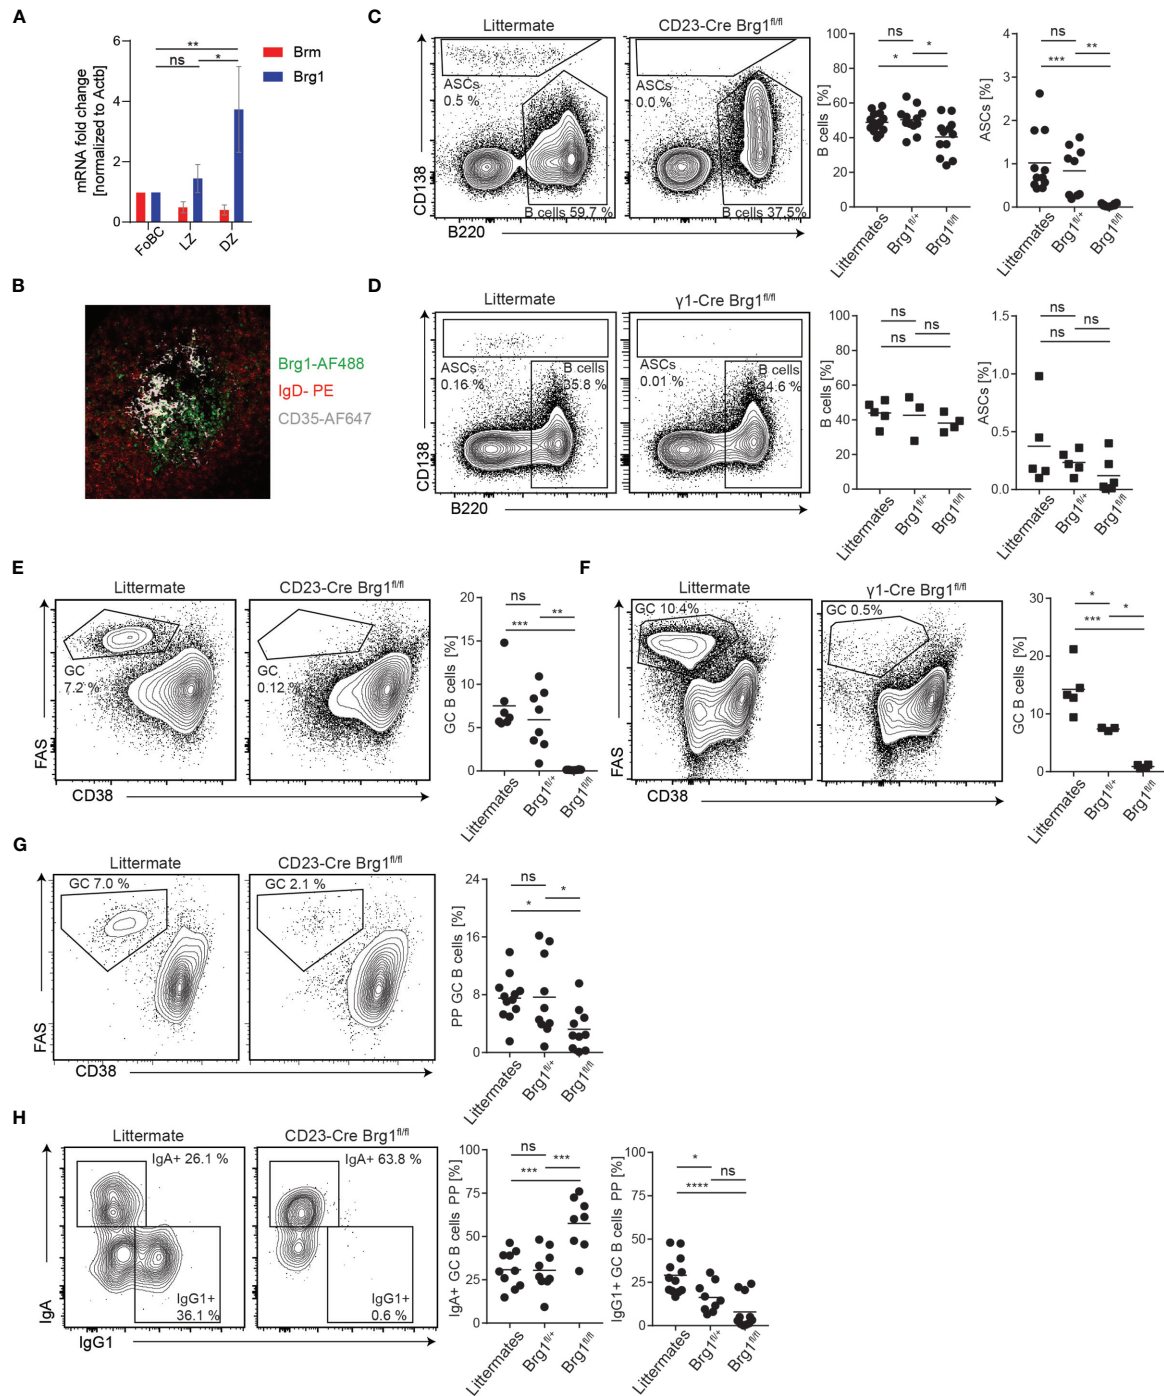 A
mRNA fold change
[normalized to Actb]
6
4
2
0
**
ns
*
FoBC
LZ
DZ
Brm
Brg1
B
Brg1-AF488
IgD- PE
CD35-AF647
C
Littermate
CD23-Cre Brg1fl/fl
ASCs
0.5 %
B cells 59.7 %
ASCs
0.0 %
B cells 37.5%
CD138
B220
B cells [%]
100
80
60
40
20
0
ns
*
*
Littermates
Brg1fl/+
Brg1fl/fl
ASCs [%]
4
3
2
1
0
ns
**
***
Littermates
Brg1fl/+
Brg1fl/fl
D
Littermate
γ1-Cre Brg1fl/fl
ASCs
0.16 %
B cells
35.8 %
ASCs
0.01 %
B cells
34.6 %
CD138
B220
B cells [%]
100
80
60
40
20
0
ns
ns
ns
Littermates
Brg1fl/+
Brg1fl/fl
ASCs [%]
1.5
1.0
0.5
0.0
ns
ns
ns
Littermates
Brg1fl/+
Brg1fl/fl
E
Littermate
CD23-Cre Brg1fl/fl
GC
7.2 %
GC
0.12 %
FAS
CD38
GC B cells [%]
20
15
10
5
0
ns
**
***
Littermates
Brg1fl/+
Brg1fl/fl
F
Littermate
γ1-Cre Brg1fl/fl
GC 10.4%
GC 0.5%
FAS
CD38
GC B cells [%]
30
20
10
0
*
*
***
Littermates
Brg1fl/+
Brg1fl/fl
G
Littermate
CD23-Cre Brg1fl/fl
GC 7.0 %
GC 2.1 %
FAS
CD38
PP GC B cells [%]
24
16
8
0
ns
*
*
Littermates
Brg1fl/+
Brg1fl/fl
H
Littermate
CD23-Cre Brg1fl/fl
IgA+ 26.1 %
IgG1+
36.1 %
IgA+ 63.8 %
IgG1+
0.6 %
IgA
IgG1
IgA+ GC B cells PP [%]
100
75
50
25
0
ns
***
***
Littermates
Brg1fl/+
Brg1fl/fl
IgG1+ GC B cells PP [%]
100
75
50
25
0
*
ns
****
Littermates
Brg1fl/+
Brg1fl/fl